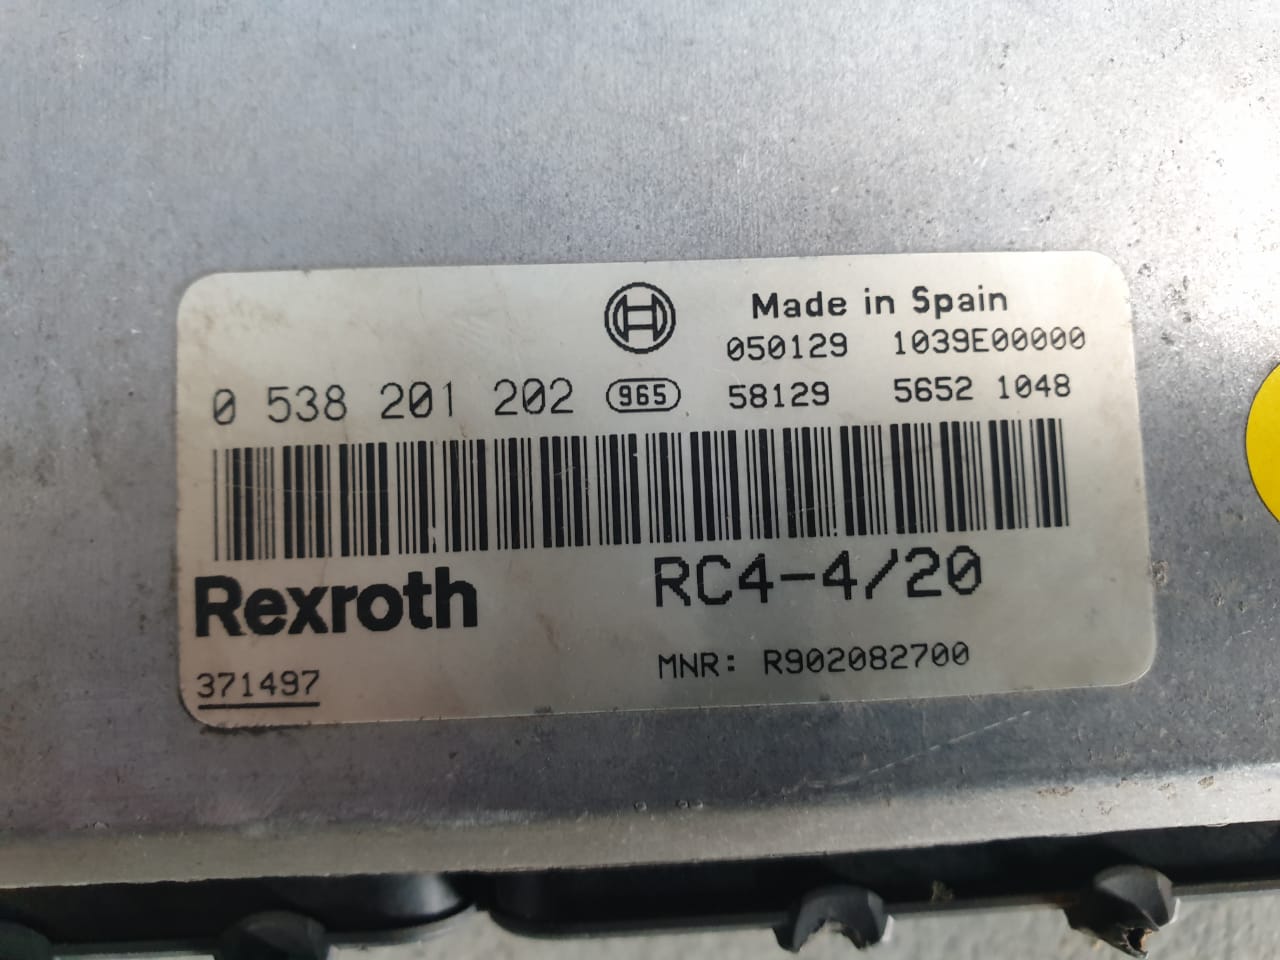 Made in Spain
050129 1039E00000
0 538 201 202 965 58129 5652 1048
Rexroth RC4-4/20
MNR: R902082700
371497